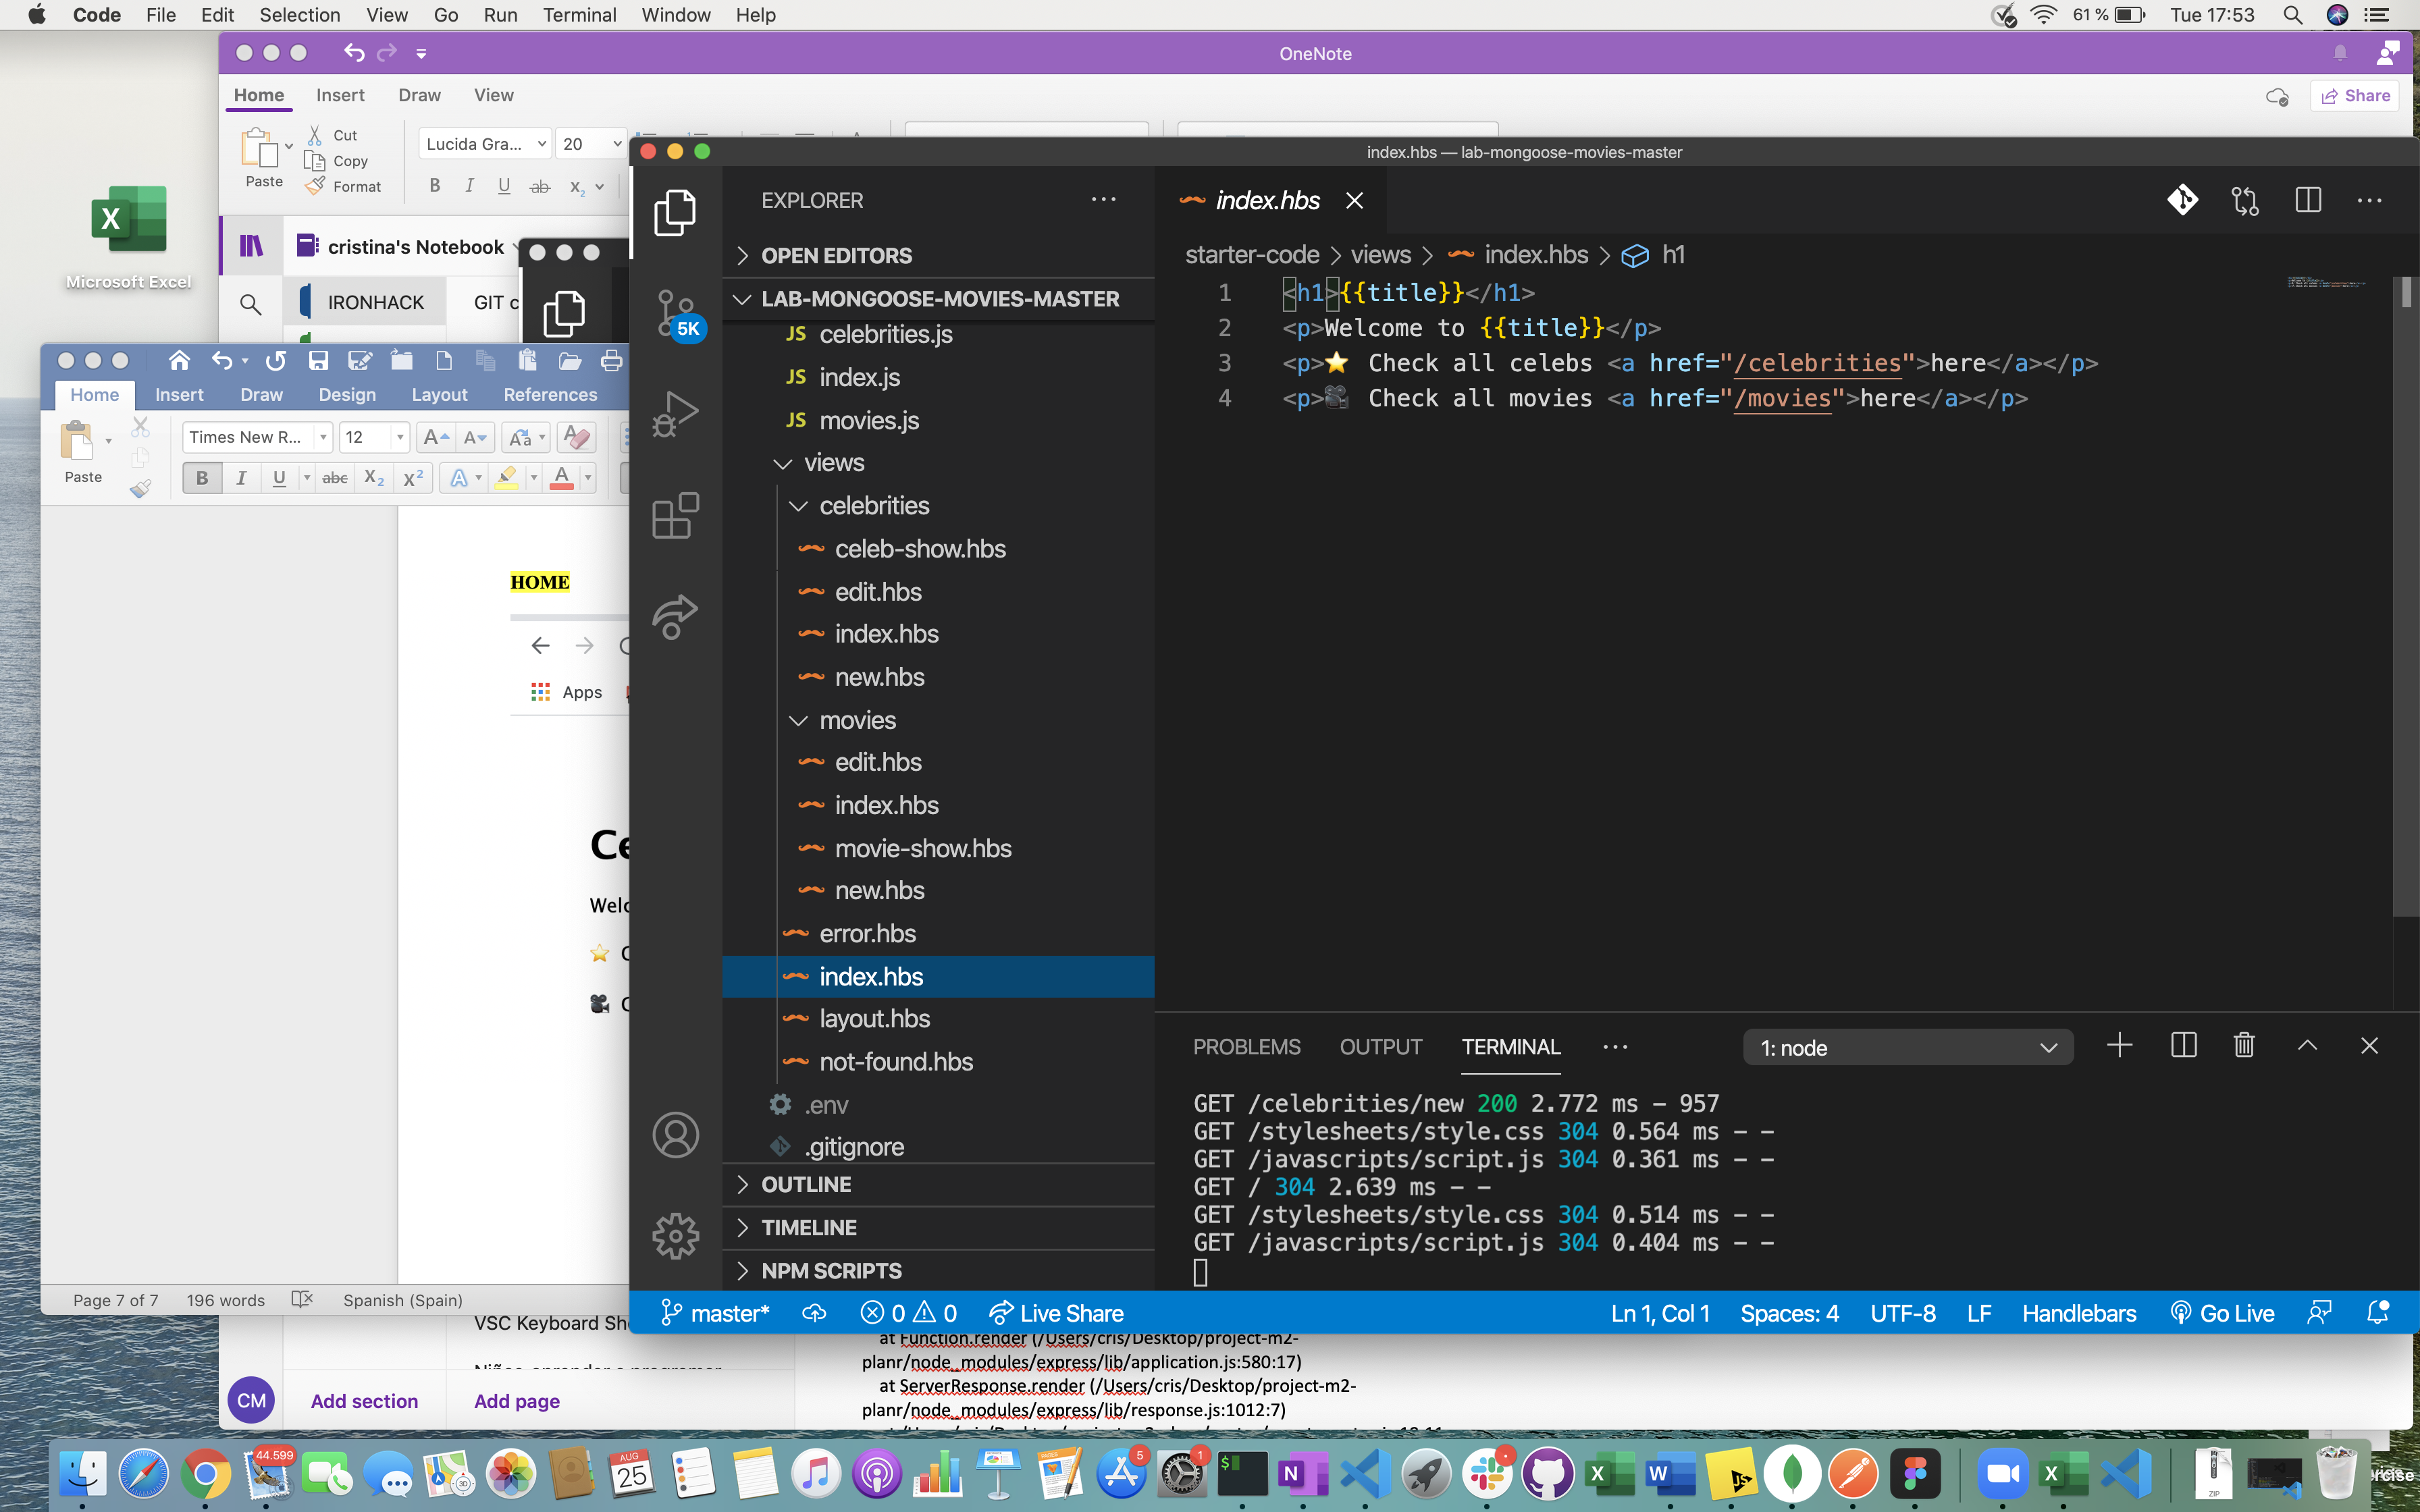 Code File Edit Selection View Go Run Terminal Window Help
61 % Tue 17:53
OneNote
Home Insert Draw View
Share
Paste
Cut
Copy
Format
Lucida Gra... 20
B I U ab x2
Microsoft Excel
cristina's Notebook
IRONHACK
GIT c
Home Insert Draw Design Layout References
Paste
Times New R... 12
B I U abc X2 X2 A A
HOME
Apps
Ce
Welc
C
C
Page 7 of 7 196 words Spanish (Spain)
index.hbs — lab-mongoose-movies-master
EXPLORER
OPEN EDITORS
LAB-MONGOOSE-MOVIES-MASTER
JS celebrities.js
JS index.js
JS movies.js
views
celebrities
celeb-show.hbs
edit.hbs
index.hbs
new.hbs
movies
edit.hbs
index.hbs
movie-show.hbs
new.hbs
error.hbs
index.hbs
layout.hbs
not-found.hbs
.env
.gitignore
OUTLINE
TIMELINE
NPM SCRIPTS
5K
index.hbs
starter-code > views > index.hbs > h1
1 <h1>{{title}}</h1>
2 <p>Welcome to {{title}}</p>
3 <p>⭐ Check all celebs <a href="/celebrities">here</a></p>
4 <p>🎥 Check all movies <a href="/movies">here</a></p>
PROBLEMS OUTPUT TERMINAL ... 1: node
GET /celebrities/new 200 2.772 ms - 957
GET /stylesheets/style.css 304 0.564 ms - -
GET /javascripts/script.js 304 0.361 ms - -
GET / 304 2.639 ms - -
GET /stylesheets/style.css 304 0.514 ms - -
GET /javascripts/script.js 304 0.404 ms - -
master* 0 0 Live Share Ln 1, Col 1 Spaces: 4 UTF-8 LF Handlebars Go Live
VSC Keyboard Sh
CM
Add section
Add page
at Function.render (/Users/cris/Desktop/project-m2-
planr/node_modules/express/lib/application.js:580:17)
at ServerResponse.render (/Users/cris/Desktop/project-m2-
planr/node_modules/express/lib/response.js:1012:7)
44.599
AUG
25
5
1
ZIP